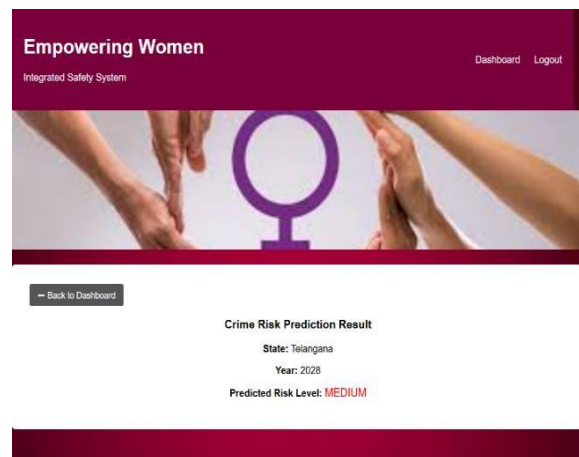 Empowering Women
Integrated Safety System
Dashboard Logout
← Back to Dashboard
Crime Risk Prediction Result
State: Telangana
Year: 2028
Predicted Risk Level: MEDIUM